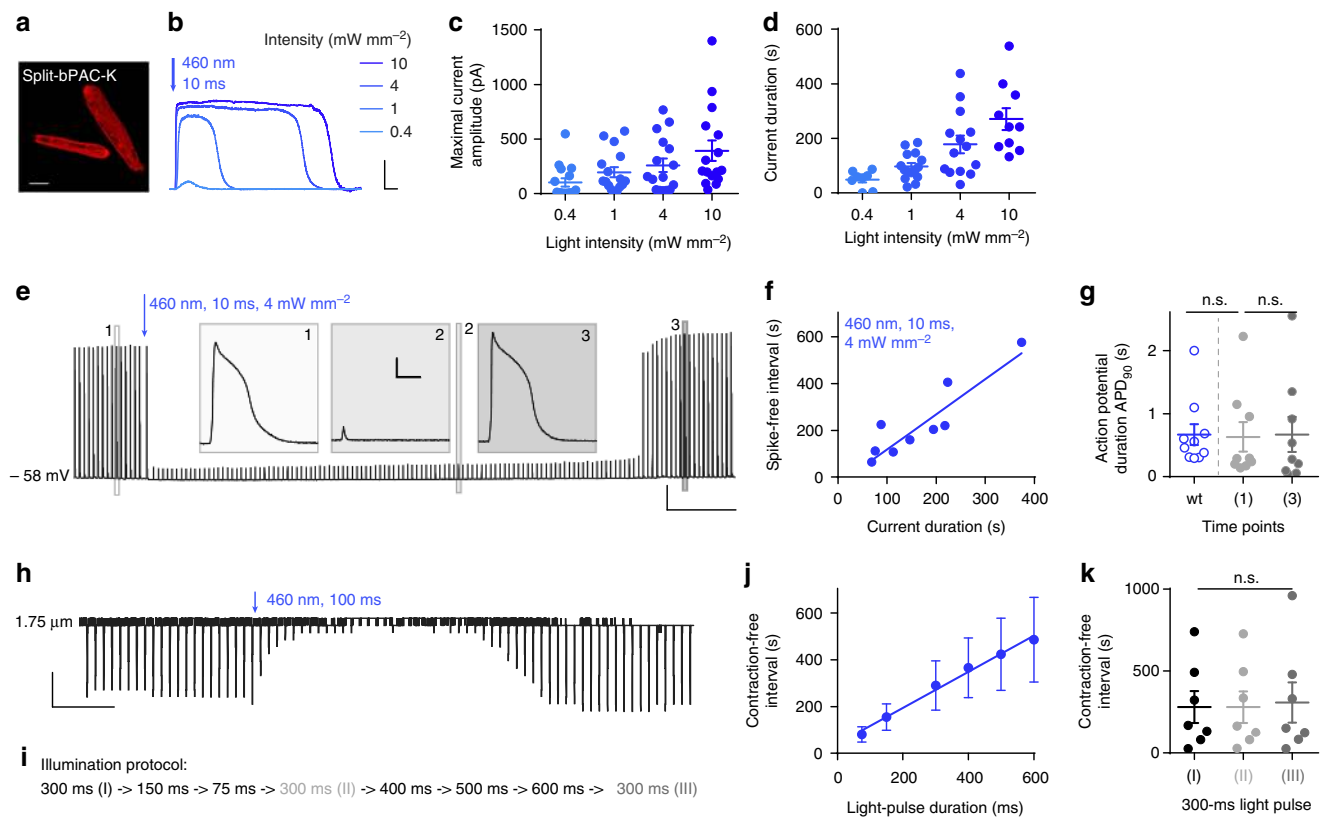 a
Split-bPAC-K
b
Intensity (mW mm–2)
460 nm
10 ms
10
4
1
0.4
c
Maximal current
amplitude (pA)
1500
1000
500
0
0.4 1 4 10
Light intensity (mW mm–2)
d
Current duration (s)
600
400
200
0
0.4 1 4 10
Light intensity (mW mm–2)
e
460 nm, 10 ms, 4 mW mm–2
1
1
2
2
3
3
– 58 mV
f
460 nm, 10 ms,
4 mW mm–2
Spike-free interval (s)
600
400
200
0
0 100 200 300 400
Current duration (s)
g
n.s. n.s.
Action potential
duration APD90 (s)
2
1
0
wt (1) (3)
Time points
h
460 nm, 100 ms
1.75 μm
i
Illumination protocol:
300 ms (I) -> 150 ms -> 75 ms -> 300 ms (II) -> 400 ms -> 500 ms -> 600 ms -> 300 ms (III)
j
Contraction-free
interval (s)
600
400
200
0
0 200 400 600
Light-pulse duration (ms)
k
n.s.
Contraction-free
interval (s)
1000
500
0
(I) (II) (III)
300-ms light pulse